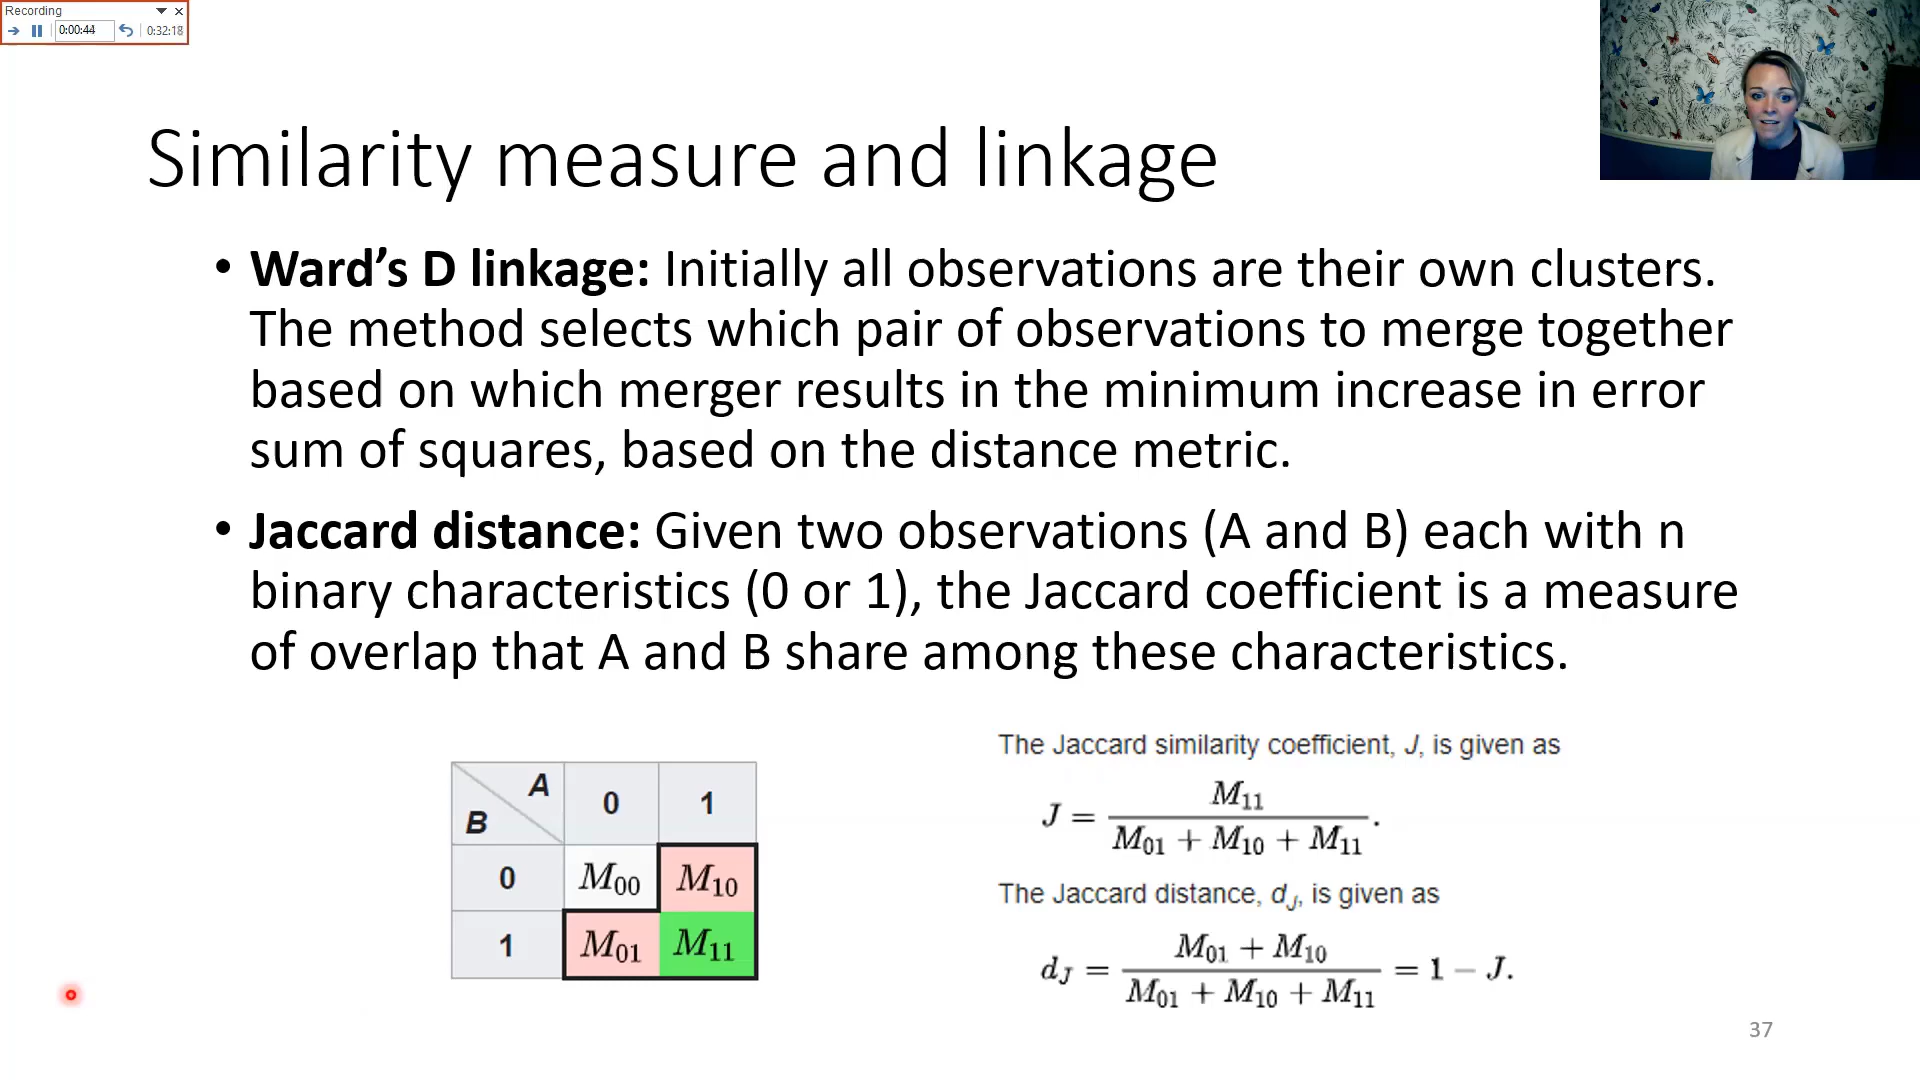 Recording
0:00:44 0:32:18
Similarity measure and linkage
• Ward’s D linkage: Initially all observations are their own clusters.
The method selects which pair of observations to merge together
based on which merger results in the minimum increase in error
sum of squares, based on the distance metric.
• Jaccard distance: Given two observations (A and B) each with n
binary characteristics (0 or 1), the Jaccard coefficient is a measure
of overlap that A and B share among these characteristics.
A
B
0 1
0 M00 M10
1 M01 M11
The Jaccard similarity coefficient, J, is given as
J = M11 / (M01 + M10 + M11).
The Jaccard distance, dJ, is given as
dJ = (M01 + M10) / (M01 + M10 + M11) = 1 − J.
37